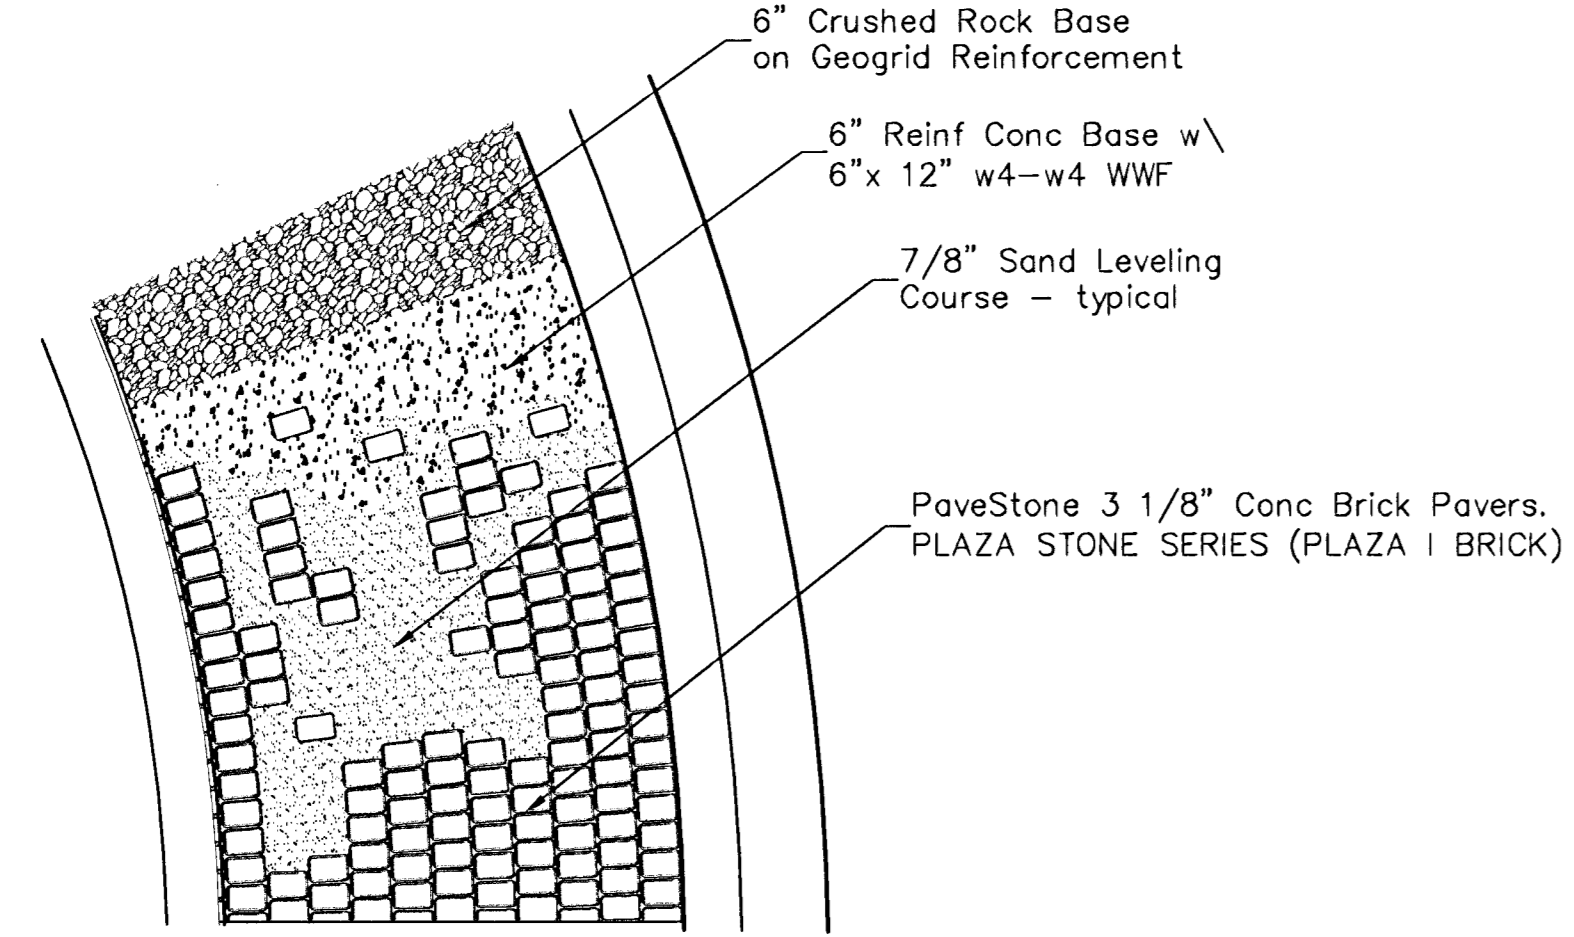 6" Crushed Rock Base
on Geogrid Reinforcement
6" Reinf Conc Base w\
6"x 12" w4-w4 WWF
7/8" Sand Leveling
Course - typical
PaveStone 3 1/8" Conc Brick Pavers.
PLAZA STONE SERIES (PLAZA I BRICK)